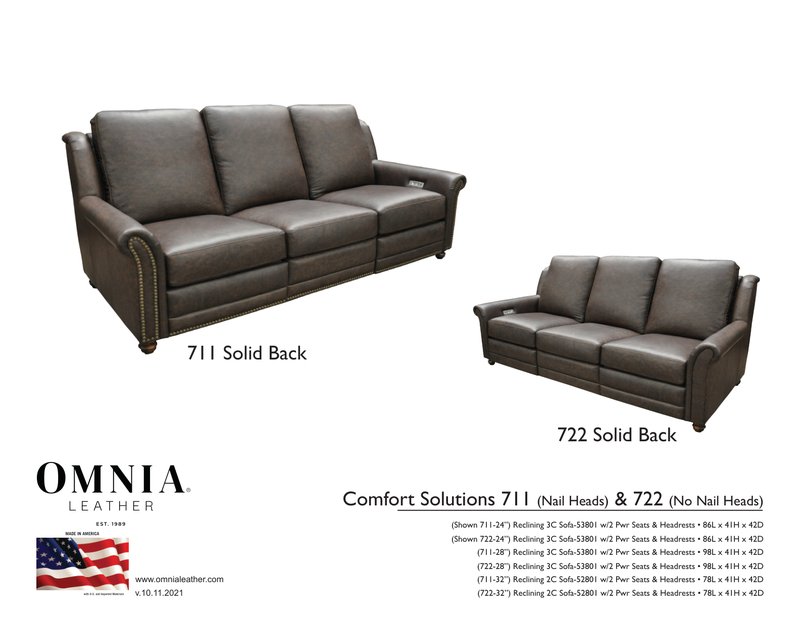 711 Solid Back
722 Solid Back
OMNIA®
LEATHER
EST. 1989
MADE IN AMERICA
with U.S. and Imported Materials
www.omnialeather.com
v.10.11.2021
Comfort Solutions 711 (Nail Heads) & 722 (No Nail Heads)
(Shown 711-24") Reclining 3C Sofa-53801 w/2 Pwr Seats & Headrests • 86L x 41H x 42D
(Shown 722-24") Reclining 3C Sofa-53801 w/2 Pwr Seats & Headrests • 86L x 41H x 42D
(711-28") Reclining 3C Sofa-53801 w/2 Pwr Seats & Headrests • 98L x 41H x 42D
(722-28") Reclining 3C Sofa-53801 w/2 Pwr Seats & Headrests • 98L x 41H x 42D
(711-32") Reclining 2C Sofa-52801 w/2 Pwr Seats & Headrests • 78L x 41H x 42D
(722-32") Reclining 2C Sofa-52801 w/2 Pwr Seats & Headrests • 78L x 41H x 42D